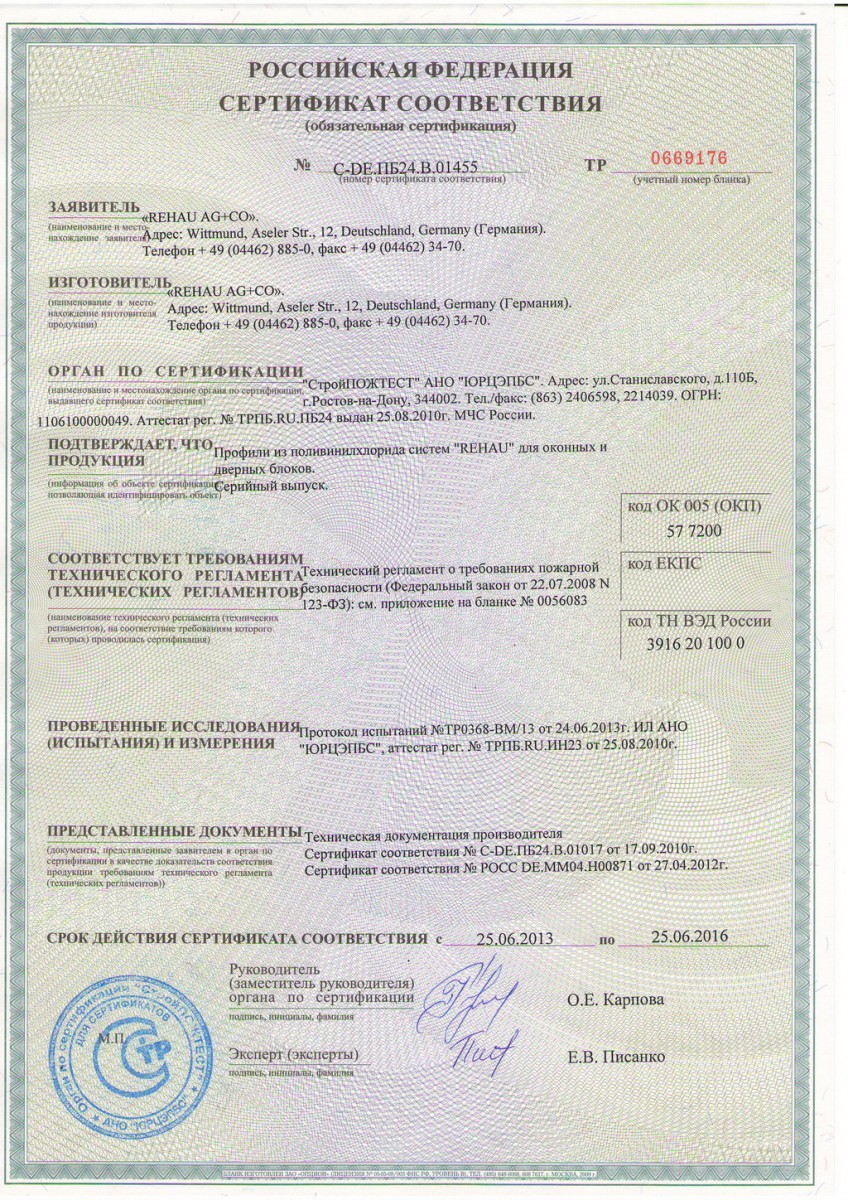 РОССИЙСКАЯ ФЕДЕРАЦИЯ
СЕРТИФИКАТ СООТВЕТСТВИЯ
(обязательная сертификация)
№ C-DE.ПБ24.В.01455
(номер сертификата соответствия)
ТР 0669176
(учетный номер бланка)
ЗАЯВИТЕЛЬ
(наименование и место-
нахождение заявителя)
«REHAU AG+CO».
Адрес: Wittmund, Aseler Str., 12, Deutschland, Germany (Германия).
Телефон + 49 (04462) 885-0, факс + 49 (04462) 34-70.
ИЗГОТОВИТЕЛЬ
(наименование и место-
нахождение изготовителя
продукции)
«REHAU AG+CO».
Адрес: Wittmund, Aseler Str., 12, Deutschland, Germany (Германия).
Телефон + 49 (04462) 885-0, факс + 49 (04462) 34-70.
ОРГАН ПО СЕРТИФИКАЦИИ
(наименование и местонахождение органа по сертификации,
выдавшего сертификат соответствия)
"СтройПОЖТЕСТ" АНО "ЮРЦЭПБС". Адрес: ул.Станиславского, д.110Б,
г.Ростов-на-Дону, 344002. Тел./факс: (863) 2406598, 2214039. ОГРН:
1106100000049. Аттестат рег. № ТРПБ.RU.ПБ24 выдан 25.08.2010г. МЧС России.
ПОДТВЕРЖДАЕТ, ЧТО
ПРОДУКЦИЯ
(информация об объекте сертификации,
позволяющая идентифицировать объект)
Профили из поливинилхлорида систем "REHAU" для оконных и
дверных блоков.
Серийный выпуск.
код ОК 005 (ОКП)
57 7200
СООТВЕТСТВУЕТ ТРЕБОВАНИЯМ
ТЕХНИЧЕСКОГО РЕГЛАМЕНТА
(ТЕХНИЧЕСКИХ РЕГЛАМЕНТОВ)
(наименование технического регламента (технических
регламентов), на соответствие требованиям которого
(которых) проводилась сертификация)
Технический регламент о требованиях пожарной
безопасности (Федеральный закон от 22.07.2008 N
123-ФЗ): см. приложение на бланке № 0056083
код ЕКПС
код ТН ВЭД России
3916 20 100 0
ПРОВЕДЕННЫЕ ИССЛЕДОВАНИЯ
(ИСПЫТАНИЯ) И ИЗМЕРЕНИЯ
Протокол испытаний №ТР0368-ВМ/13 от 24.06.2013г. ИЛ АНО
"ЮРЦЭПБС", аттестат рег. № ТРПБ.RU.ИН23 от 25.08.2010г.
ПРЕДСТАВЛЕННЫЕ ДОКУМЕНТЫ
(документы, представленные заявителем в орган по
сертификации в качестве доказательств соответствия
продукции требованиям технического регламента
(технических регламентов))
Техническая документация производителя
Сертификат соответствия № C-DE.ПБ24.В.01017 от 17.09.2010г.
Сертификат соответствия № РОСС DE.ММ04.Н00871 от 27.04.2012г.
СРОК ДЕЙСТВИЯ СЕРТИФИКАТА СООТВЕТСТВИЯ с 25.06.2013 по 25.06.2016
Руководитель
(заместитель руководителя)
органа по сертификации
подпись, инициалы, фамилия
О.Е. Карпова
Эксперт (эксперты)
подпись, инициалы, фамилия
Е.В. Писанко
М.П.
Орган по сертификации "СтройПОЖТЕСТ"
ДЛЯ СЕРТИФИКАТОВ
АНО "ЮРЦЭПБС"